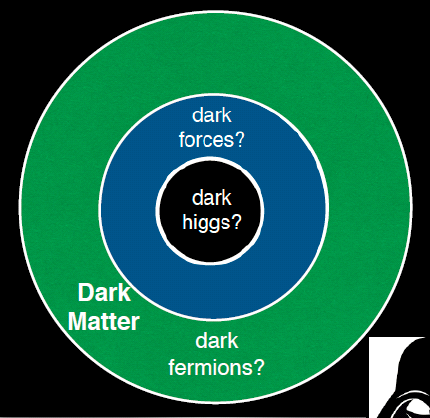 dark
forces?
dark
higgs?
Dark
Matter
dark
fermions?